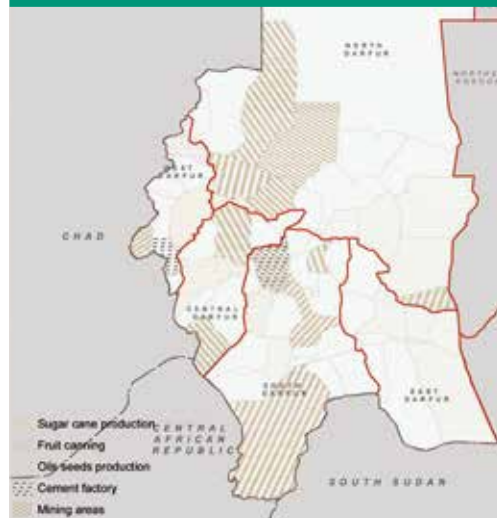 NORTH
DARFUR
WEST
DARFUR
CHAD
CENTRAL
DARFUR
SOUTH
DARFUR
EAST
DARFUR
Sugar cane production
Fruit canning
Oils seeds production
Cement factory
Mining areas
CENTRAL
AFRICAN
REPUBLIC
SOUTH SUDAN